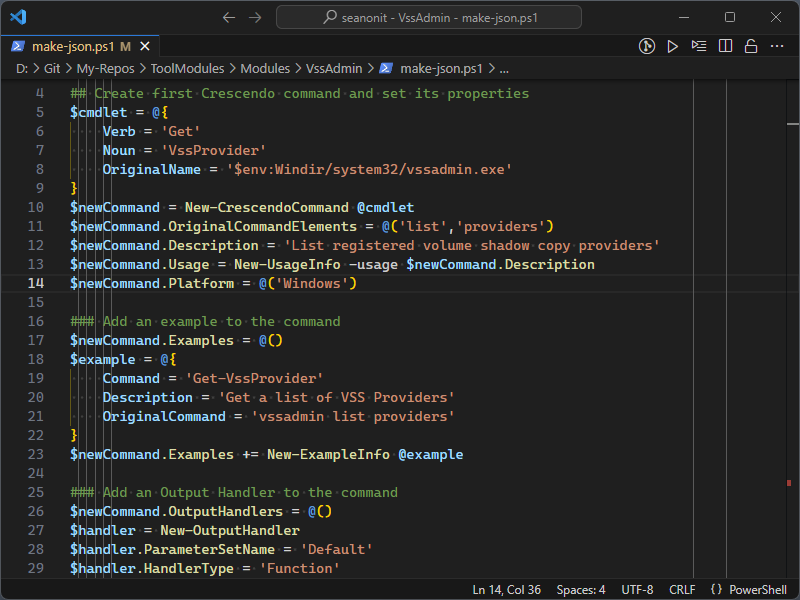 seanonit - VssAdmin - make-json.ps1
make-json.ps1 M
D: > Git > My-Repos > ToolModules > Modules > VssAdmin > make-json.ps1 > ...
4 ## Create first Crescendo command and set its properties
5 $cmdlet = @{
6 Verb = 'Get'
7 Noun = 'VssProvider'
8 OriginalName = '$env:Windir/system32/vssadmin.exe'
9 }
10 $newCommand = New-CrescendoCommand @cmdlet
11 $newCommand.OriginalCommandElements = @('list','providers')
12 $newCommand.Description = 'List registered volume shadow copy providers'
13 $newCommand.Usage = New-UsageInfo -usage $newCommand.Description
14 $newCommand.Platform = @('Windows')
15
16 ### Add an example to the command
17 $newCommand.Examples = @()
18 $example = @{
19 Command = 'Get-VssProvider'
20 Description = 'Get a list of VSS Providers'
21 OriginalCommand = 'vssadmin list providers'
22 }
23 $newCommand.Examples += New-ExampleInfo @example
24
25 ### Add an Output Handler to the command
26 $newCommand.OutputHandlers = @()
27 $handler = New-OutputHandler
28 $handler.ParameterSetName = 'Default'
29 $handler.HandlerType = 'Function'
Ln 14, Col 36 Spaces: 4 UTF-8 CRLF {} PowerShell